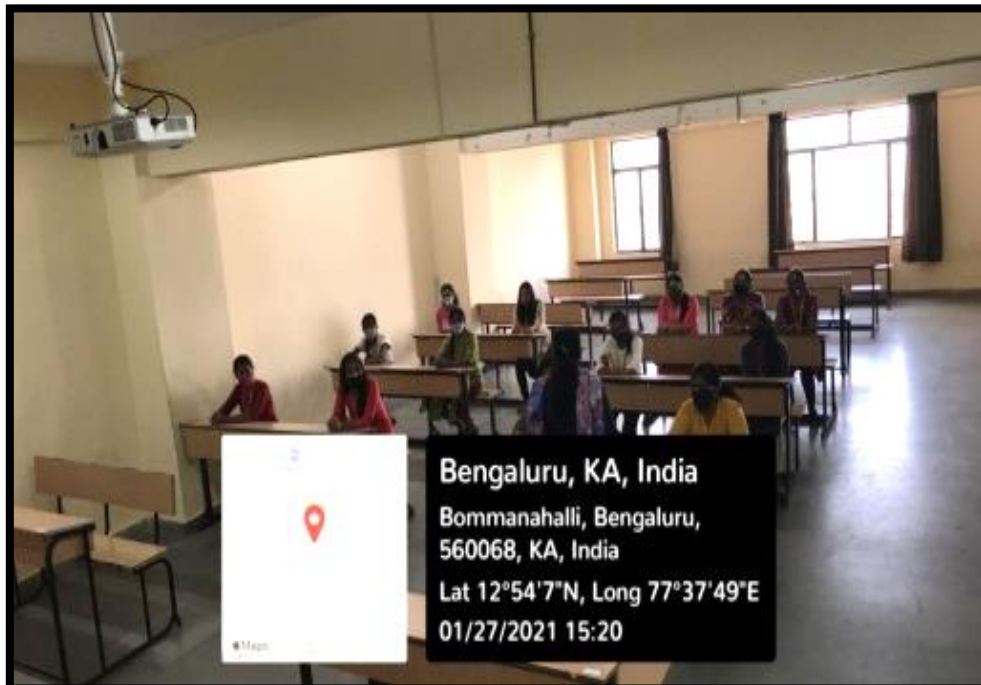 Bengaluru, KA, India
Bommanahalli, Bengaluru,
560068, KA, India
Lat 12°54'7"N, Long 77°37'49"E
01/27/2021 15:20
Maps